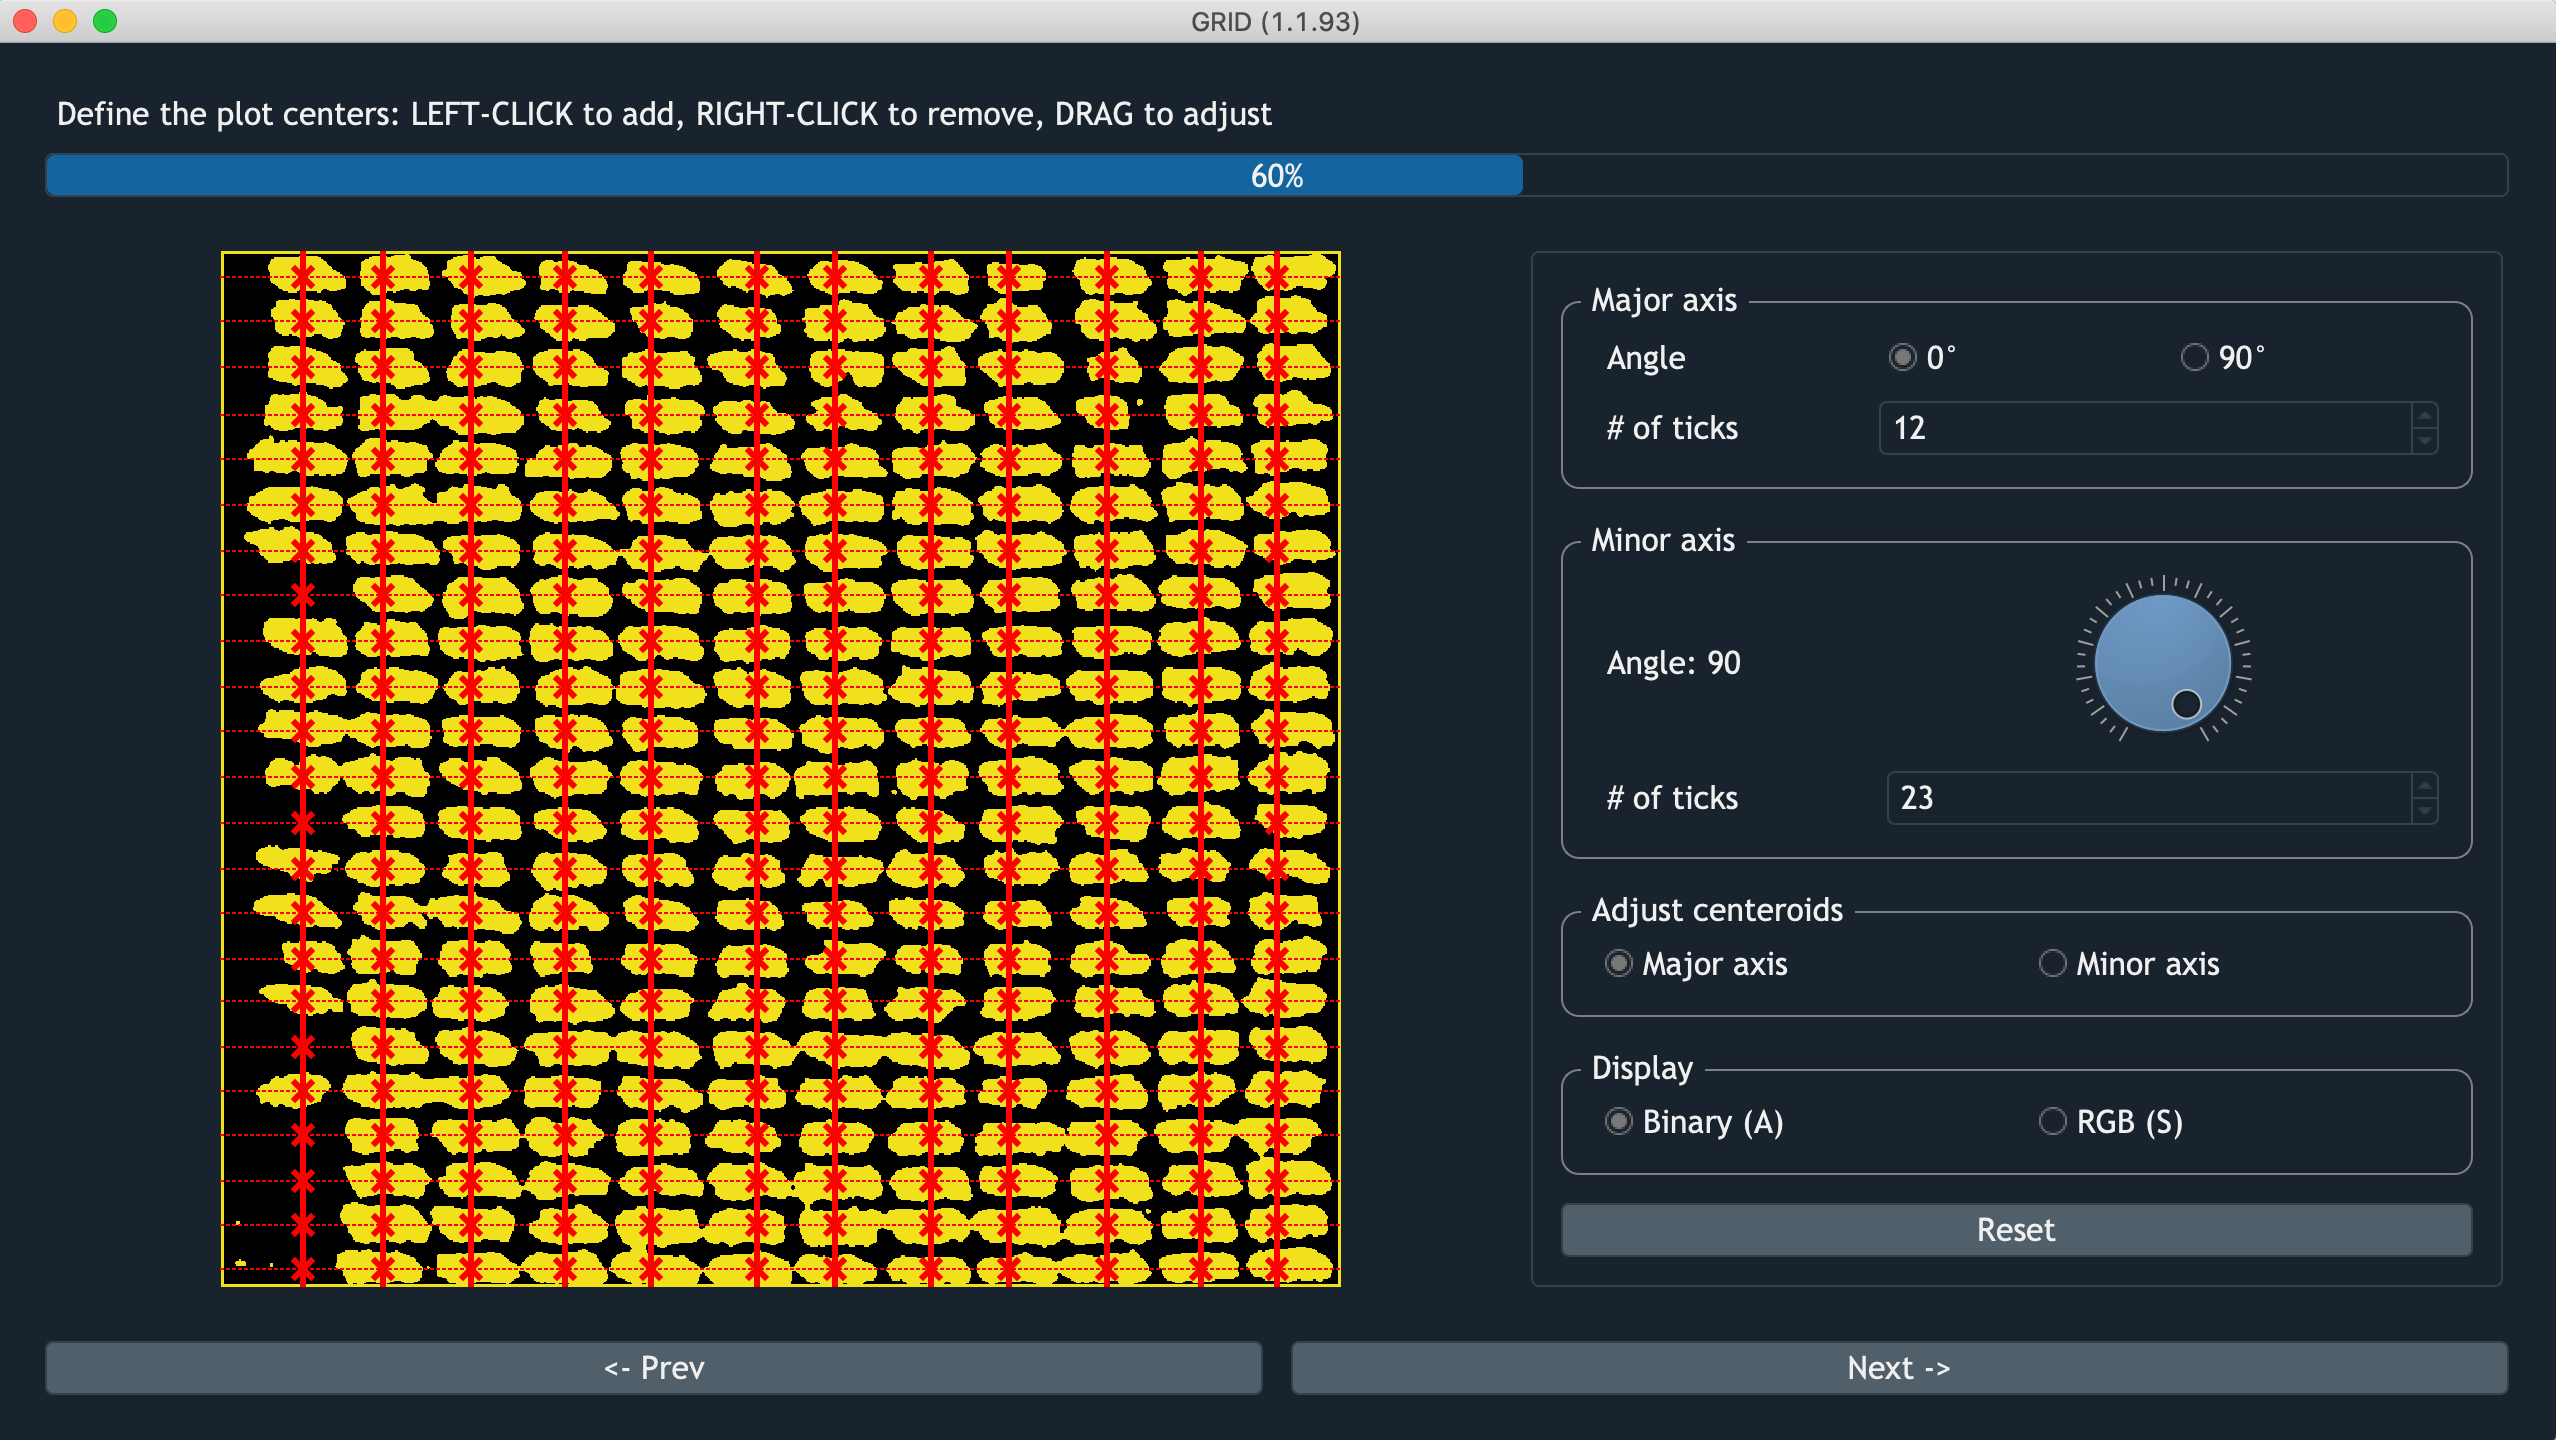 GRID (1.1.93)
Define the plot centers: LEFT-CLICK to add, RIGHT-CLICK to remove, DRAG to adjust
60%
Major axis
Angle 0° 90°
# of ticks 12
Minor axis
Angle: 90
# of ticks 23
Adjust centeroids
Major axis Minor axis
Display
Binary (A) RGB (S)
Reset
<- Prev Next ->